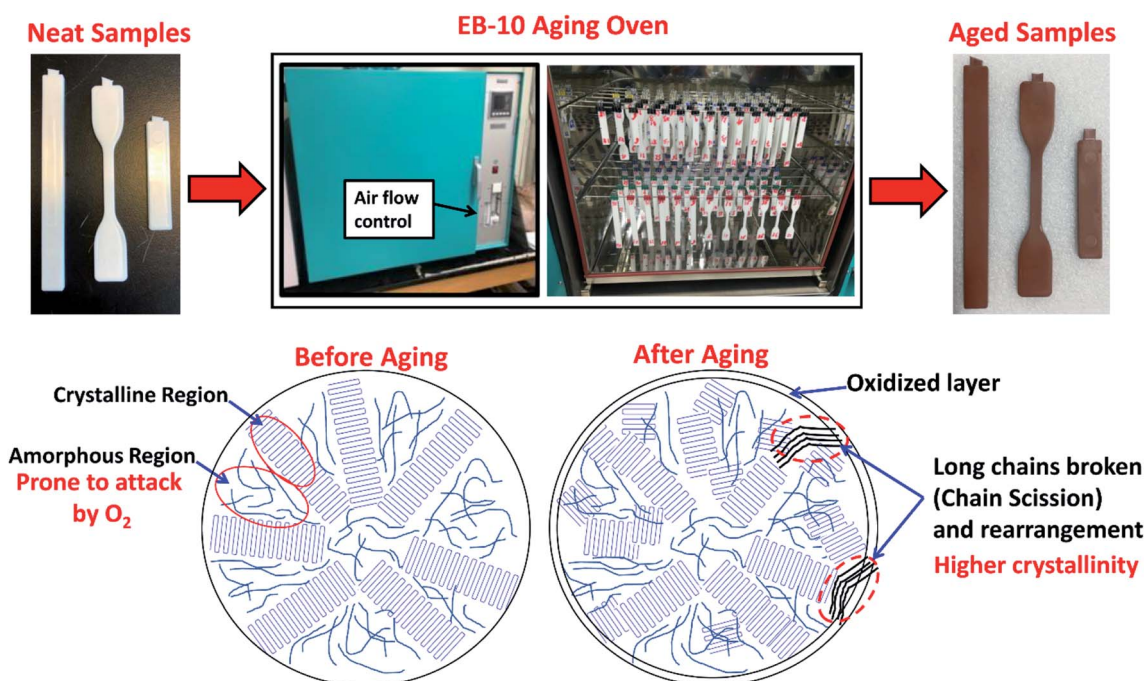 Neat Samples
EB-10 Aging Oven
Aged Samples
Air flow
control
Before Aging
After Aging
Crystalline Region
Oxidized layer
Amorphous Region
Prone to attack
by O₂
Long chains broken
(Chain Scission)
and rearrangement
Higher crystallinity